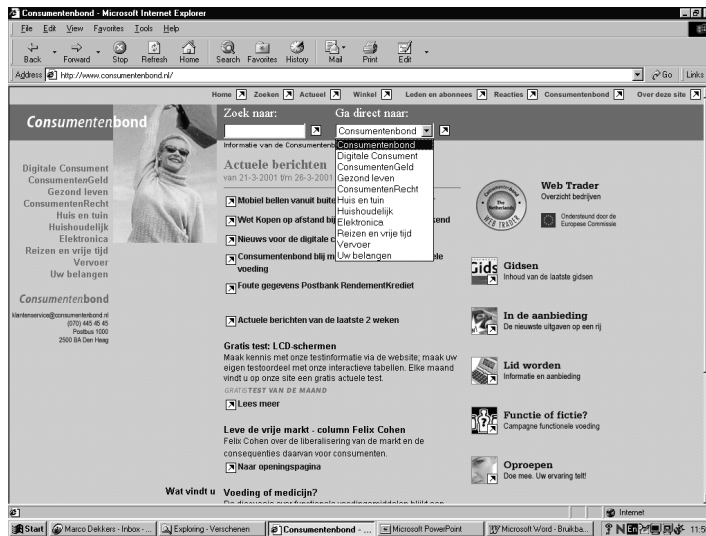 Consumentenbond - Microsoft Internet Explorer
File Edit View Favorites Tools Help
Back Forward Stop Refresh Home Search Favorites History Mail Print Edit
Address http://www.consumentenbond.nl/ Go Links
Home Zoeken Actueel Winkel Leden en abonnees Reacties Consumentenbond Over deze site
Consumentenbond
Zoek naar: Ga direct naar:
Consumentenbond
Informatie van de Consumentenb
Consumentenbond
Digitale Consument
ConsumentenGeld
Gezond leven
ConsumentenRecht
Huis en tuin
Huishoudelijk
Elektronica
Reizen en vrije tijd
Vervoer
Uw belangen
Digitale Consument
ConsumentenGeld
Gezond leven
ConsumentenRecht
Huis en tuin
Huishoudelijk
Elektronica
Reizen en vrije tijd
Vervoer
Uw belangen
Consumentenbond
klantenservice@consumentenbond.nl
(070) 445 45 45
Postbus 1000
2500 BA Den Haag
Actuele berichten
van 21-3-2001 t/m 26-3-2001
Mobiel bellen vanuit buite
Wet Kopen op afstand bij kend
Nieuws voor de digitale c
Consumentenbond blij m ele
voeding
Foute gegevens Postbank RendementKrediet
Actuele berichten van de laatste 2 weken
Gratis test: LCD-schermen
Maak kennis met onze testinformatie via de website; maak uw
eigen testoordeel met onze interactieve tabellen. Elke maand
vindt u op onze site een gratis actuele test.
GRATIS TEST VAN DE MAAND
Lees meer
Leve de vrije markt - column Felix Cohen
Felix Cohen over de liberalisering van de markt en de
consequenties daarvan voor consumenten.
Naar openingspagina
Wat vindt u Voeding of medicijn?
Consumentenbond
The Netherlands
WEB TRADER
Web Trader
Overzicht bedrijven
Ondersteund door de
Europese Commissie
Gids
Gidsen
Inhoud van de laatste gidsen
In de aanbieding
De nieuwste uitgaven op een rij
Lid worden
Informatie en aanbieding
Functie of fictie?
Campagne functionele voeding
Oproepen
Doe mee. Uw ervaring telt!
Internet
Start Marco Dekkers - Inbox - ... Exploring - Verschenen Consumentenbond - ... Microsoft PowerPoint Microsoft Word - Bruikba... En 11:5